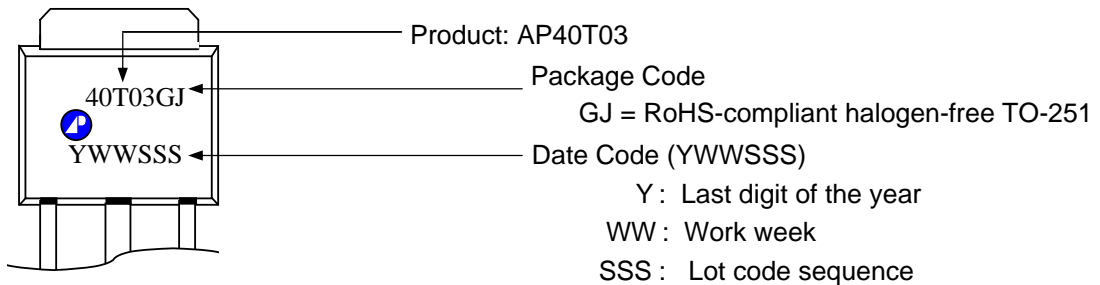 Product: AP40T03
40T03GJ
Package Code
GJ = RoHS-compliant halogen-free TO-251
YWWSSS
Date Code (YWWSSS)
Y : Last digit of the year
WW : Work week
SSS : Lot code sequence